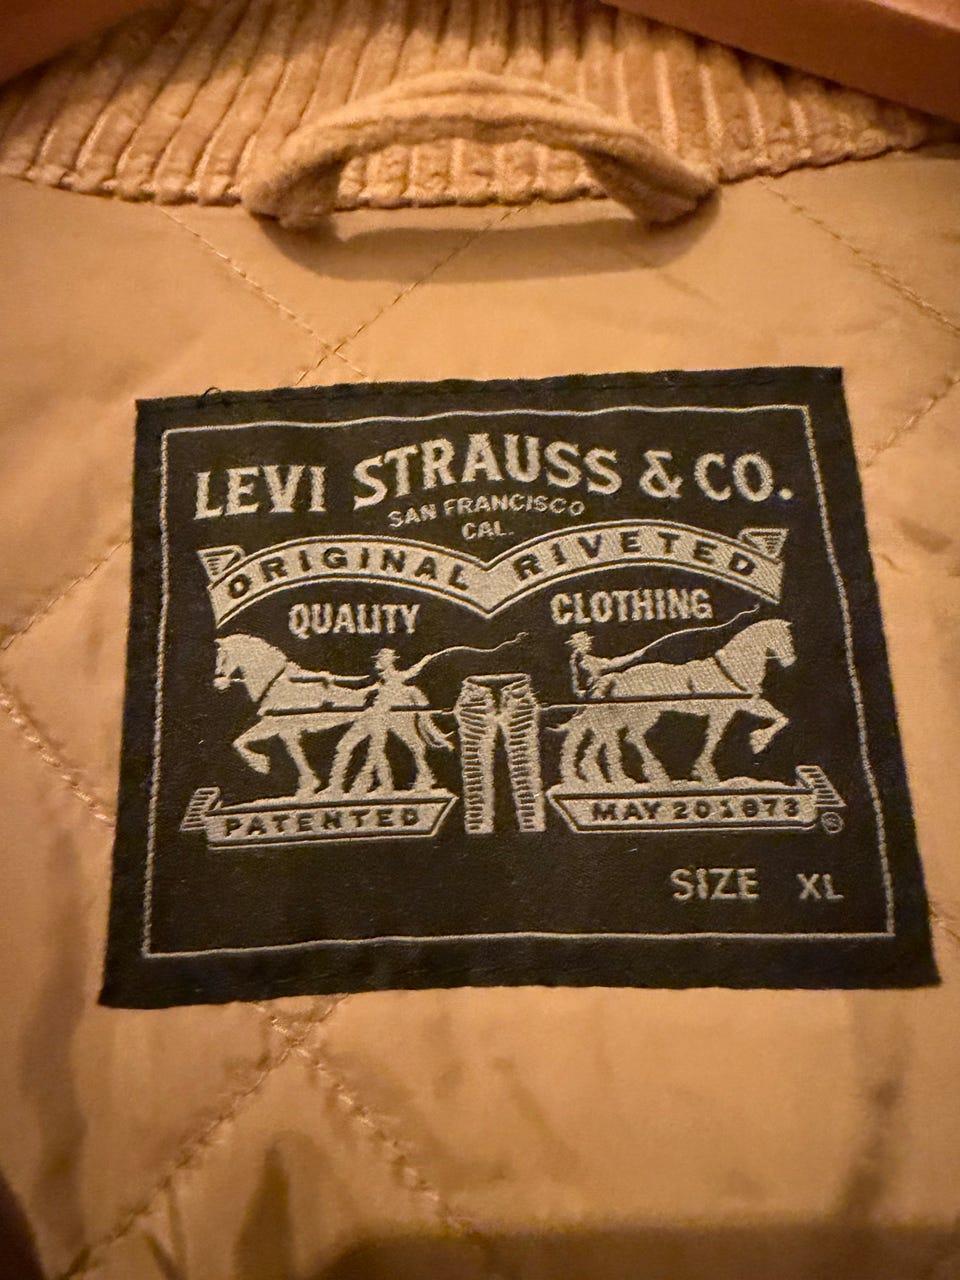 LEVI STRAUSS & CO.
SAN FRANCISCO
CAL.
ORIGINAL RIVETED
QUALITY CLOTHING
PATENTED MAY 20 1873 ®
SIZE XL